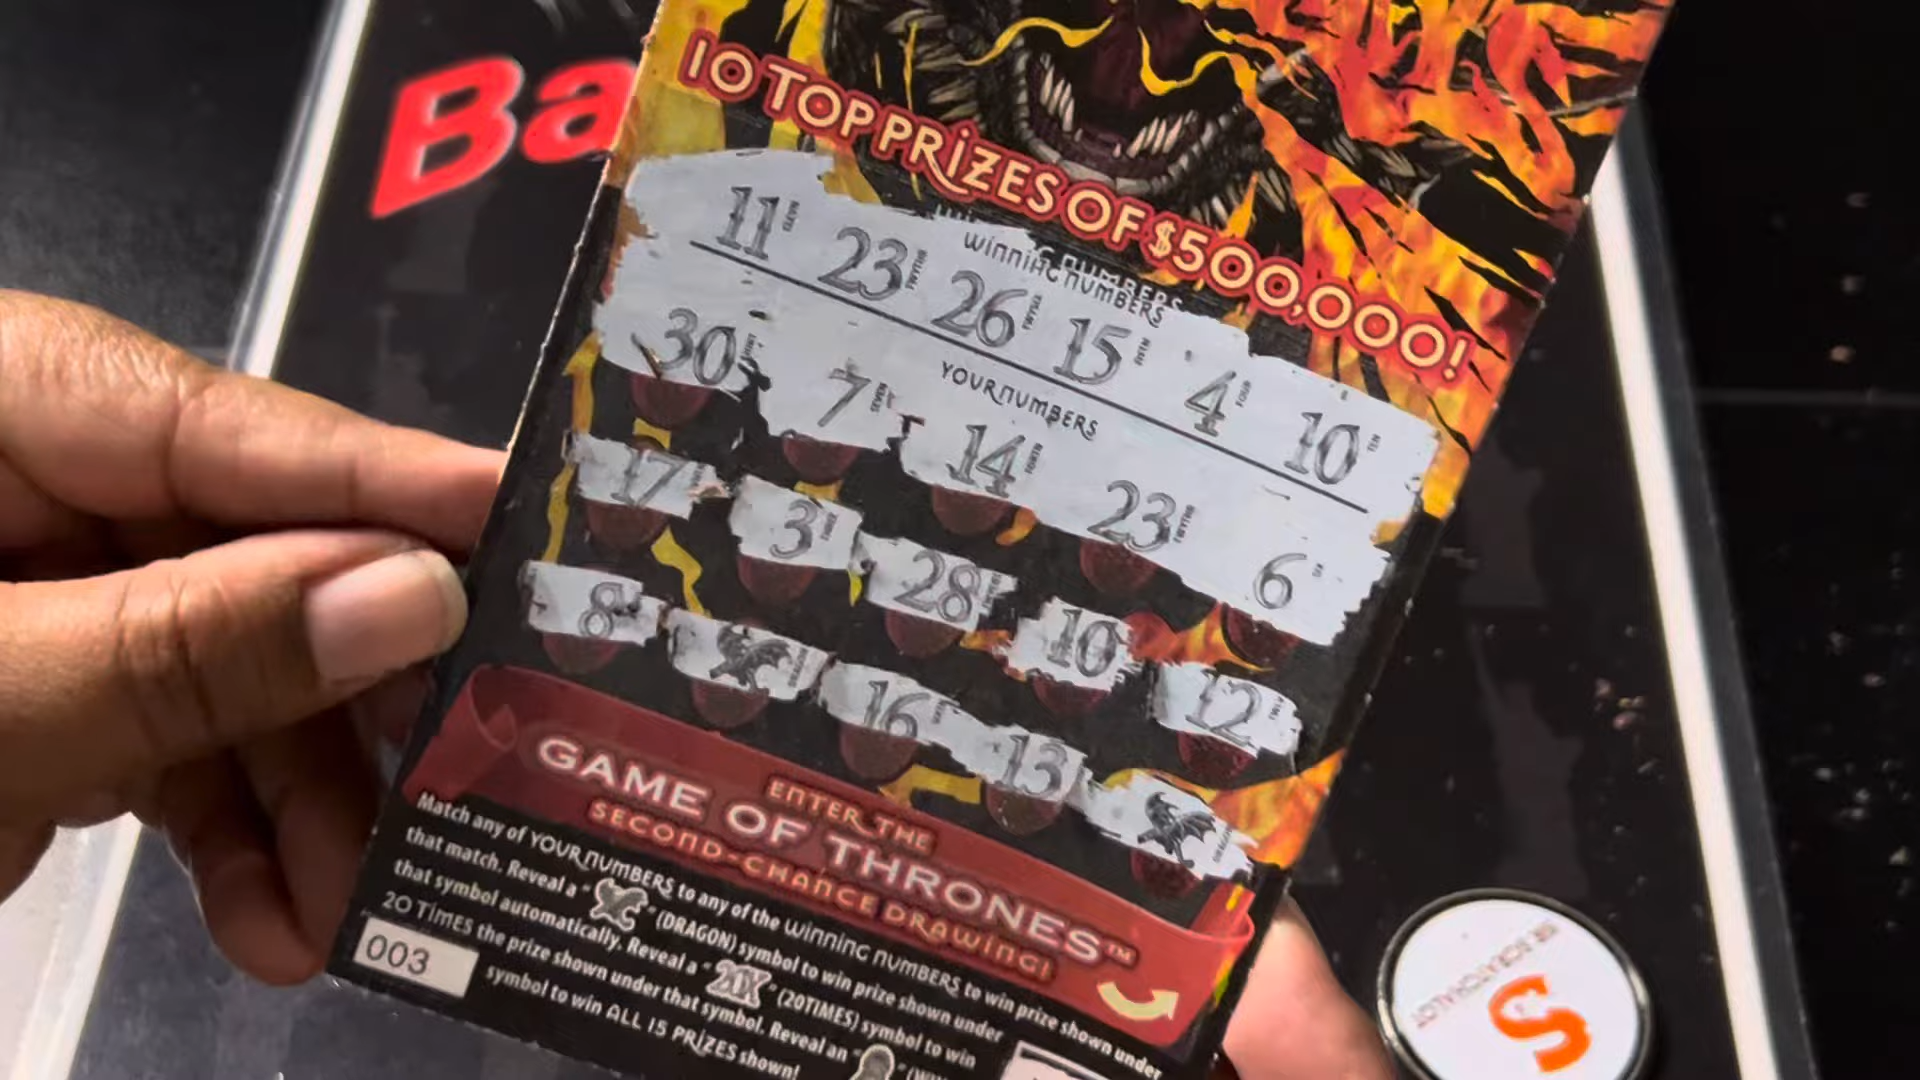 Ba
10 TOP PRIZES OF $500,000!
WINNING NUMBERS
11 23 26 15 4 10
YOUR NUMBERS
30 7 14 23 6
17 3 28 10 12
8 16 13
ENTER THE
GAME OF THRONES™
SECOND-CHANCE DRAWING!
Match any of YOUR NUMBERS to any of the WINNING NUMBERS to win prize shown under
that match. Reveal a " " (DRAGON) symbol to win prize shown under
that symbol automatically. Reveal a "20X" (20TIMES) symbol to win
20 TIMES the prize shown under that symbol. Reveal an "
symbol to win ALL 15 PRIZES shown!
003
MR SCRATCHALOT
S